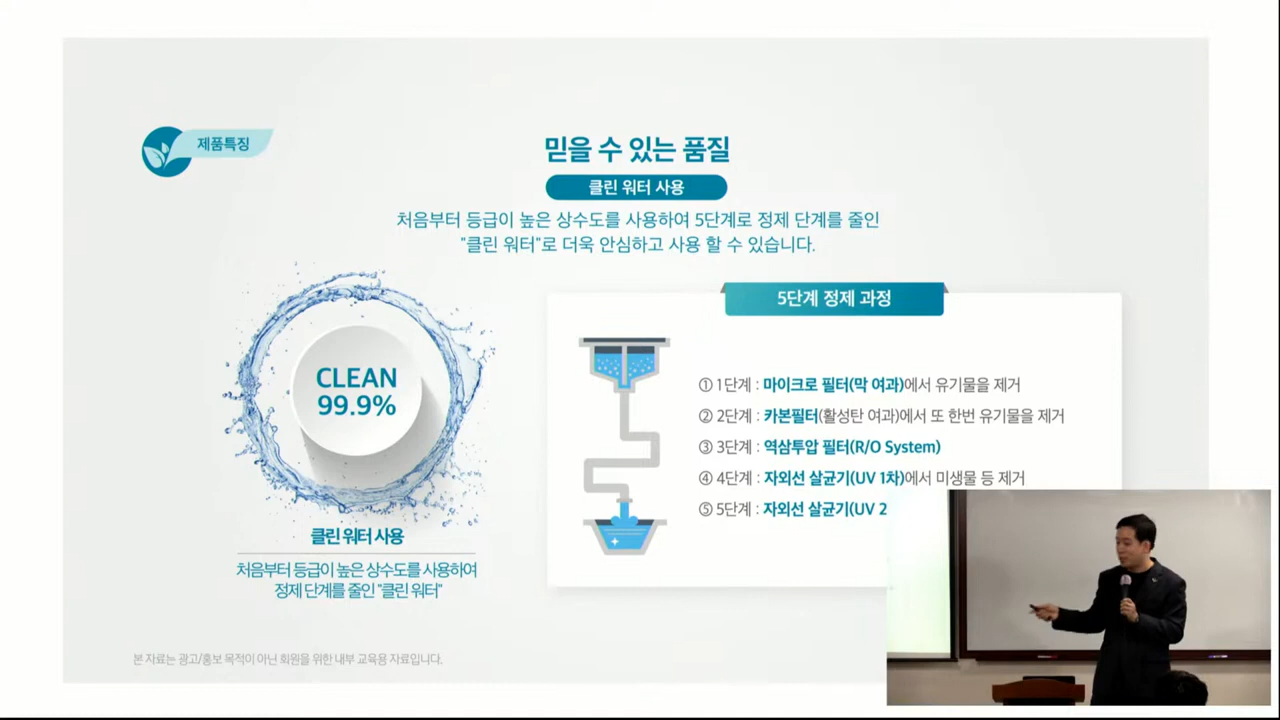 제품특징
믿을 수 있는 품질
클린 워터 사용
처음부터 등급이 높은 상수도를 사용하여 5단계로 정제 단계를 줄인
"클린 워터"로 더욱 안심하고 사용 할 수 있습니다.
CLEAN
99.9%
클린 워터 사용
처음부터 등급이 높은 상수도를 사용하여
정제 단계를 줄인 "클린 워터"
5단계 정제 과정
① 1단계 : 마이크로 필터(막 여과)에서 유기물을 제거
② 2단계 : 카본필터(활성탄 여과)에서 또 한번 유기물을 제거
③ 3단계 : 역삼투압 필터(R/O System)
④ 4단계 : 자외선 살균기(UV 1차)에서 미생물 등 제거
⑤ 5단계 : 자외선 살균기(UV 2
본 자료는 광고/홍보 목적이 아닌 회원을 위한 내부 교육용 자료입니다.